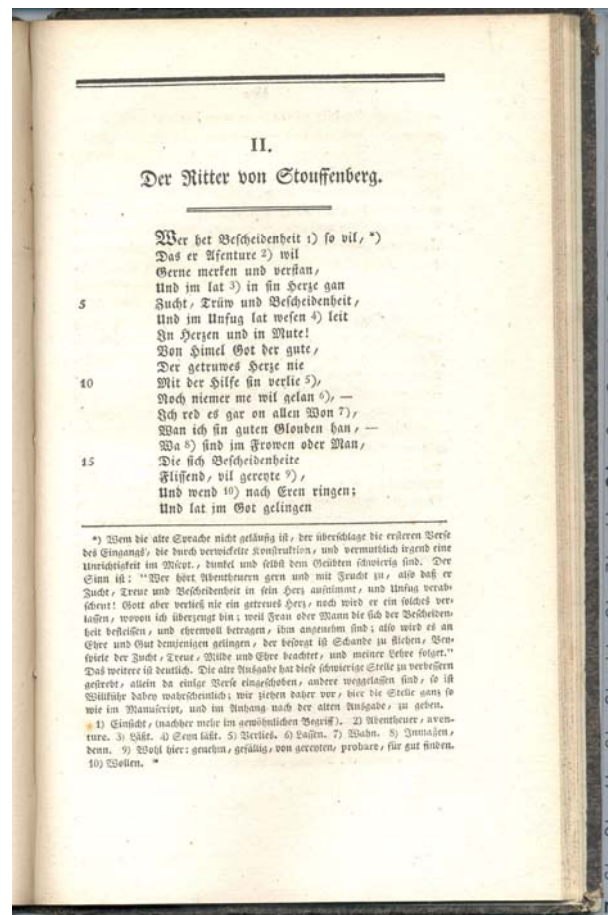 II.
Der Ritter von Stouffenberg.
Wer het Bescheidenheit 1) so vil, *)
Das er Afenture 2) wil
Gerne merken und verstan,
Und im lat 3) in sin Herze gan
5 Zucht, Trüw und Bescheidenheit,
Und im Unfug lat wesen 4) leit
In Herzen und in Mute!
Von Himel Got der gute,
Der getruwes Herze nie
10 Mit der Hilfe sin verlie 5),
Noch niemer me wil gelan 6), —
Ich red es gar on allen Won 7),
Wan ich sin guten Glouben han, —
Wa 8) sind im Frowen oder Man,
15 Die sich Bescheidenheite
Flissend, vil gereyte 9),
Und wend 10) nach Eren ringen;
Und lat im Got gelingen
*) Wem die alte Sprache nicht geläufig ist, der überschlage die ersteren Verse
des Eingangs, die durch verwickelte Konstruktion, und vermuthlich irgend eine
Unrichtigkeit im Mscpt., dunkel und selbst dem Geübten schwierig sind. Der
Sinn ist: "Wer hört Abentheuern gern und mit Frucht zu, also daß er
Zucht, Treue und Bescheidenheit in sein Herz aufnimmt, und Unfug verab-
scheut! Gott aber verließ nie ein getreues Herz, noch wird er ein solches ver-
lassen, wovon ich überzeugt bin; weil Frau oder Mann die sich der Bescheiden-
heit befleissen, und ehrenvoll betragen, ihm angenehm sind; also wird es an
Ehre und Gut demjenigen gelingen, der besorgt ist Schande zu fliehen, Bey-
spiele der Zucht, Treue, Milde und Ehre beachtet, und meiner Lehre folget."
Das weitere ist deutlich. Die alte Ausgabe hat diese schwierige Stelle zu verbessern
gestrebt, allein da einige Verse eingeschoben, andere weggelassen sind, so ist
Willkühr dabey wahrscheinlich; wir ziehen daher vor, hier die Stelle ganz so
wie im Manuscript, und im Anhang nach der alten Ausgabe, zu geben.
1) Einsicht, (nachher mehr im gewöhnlichen Begriff). 2) Abentheuer, aven-
ture. 3) Läßt. 4) Seyn läßt. 5) Verließ. 6) Lassen. 7) Wahn. 8) Inmaßen,
denn. 9) Wohl hier: genehm, gefällig, von gereyten, probare, für gut finden.
10) Wollen.